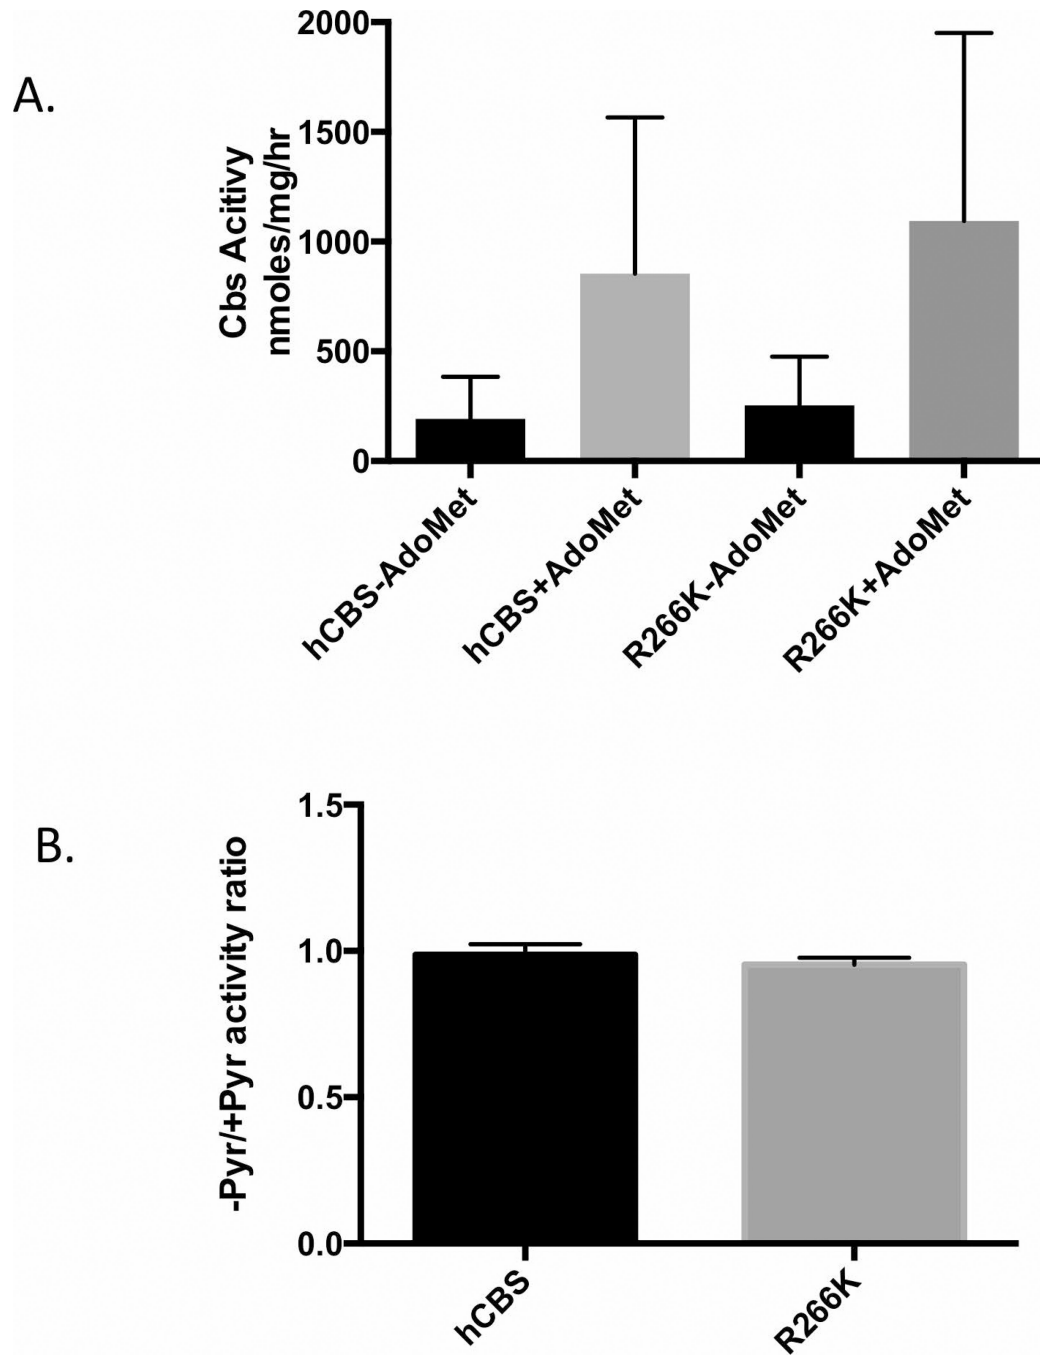 A.
Cbs Acitivy
nmoles/mg/hr
2000
1500
1000
500
0
hCBS-AdoMet
hCBS+AdoMet
R266K-AdoMet
R266K+AdoMet
B.
-Pyr/+Pyr activity ratio
1.5
1.0
0.5
0.0
hCBS
R266K